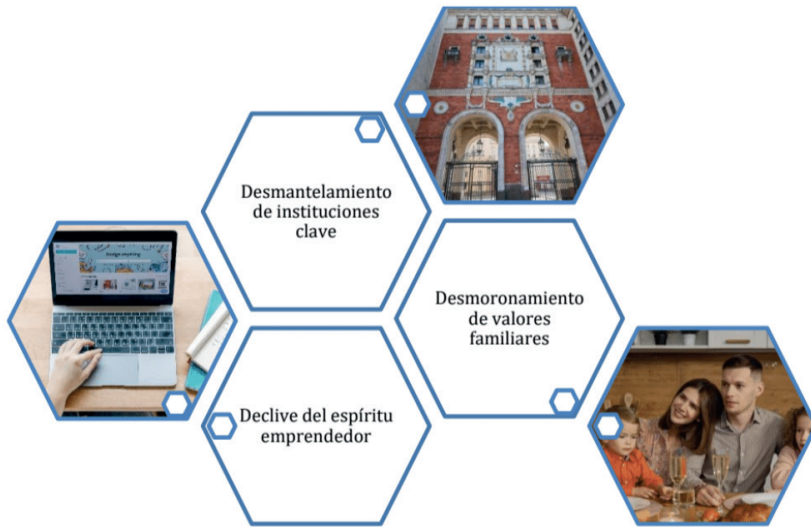 Desmantelamiento
de instituciones
clave
Desmoronamiento
de valores
familiares
Declive del espíritu
emprendedor